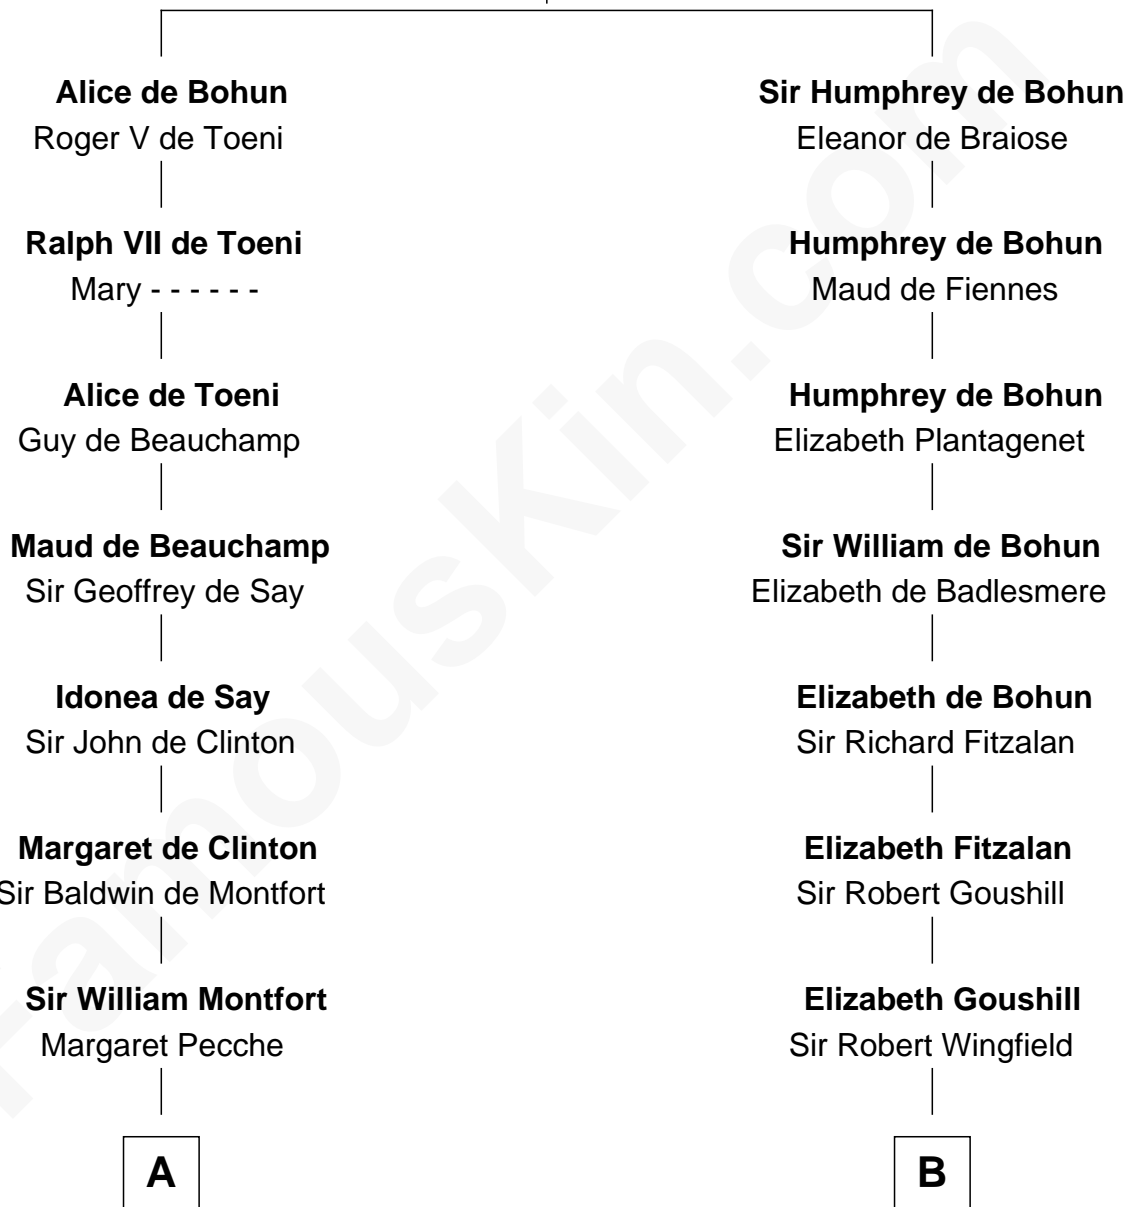 Alice de Bohun
Roger V de Toeni
Ralph VII de Toeni
Mary - - - - - -
Alice de Toeni
Guy de Beauchamp
Maud de Beauchamp
Sir Geoffrey de Say
Idonea de Say
Sir John de Clinton
Margaret de Clinton
Sir Baldwin de Montfort
Sir William Montfort
Margaret Pecche
A
Sir Humphrey de Bohun
Eleanor de Braiose
Humphrey de Bohun
Maud de Fiennes
Humphrey de Bohun
Elizabeth Plantagenet
Sir William de Bohun
Elizabeth de Badlesmere
Elizabeth de Bohun
Sir Richard Fitzalan
Elizabeth Fitzalan
Sir Robert Goushill
Elizabeth Goushill
Sir Robert Wingfield
B
FamousKin.com